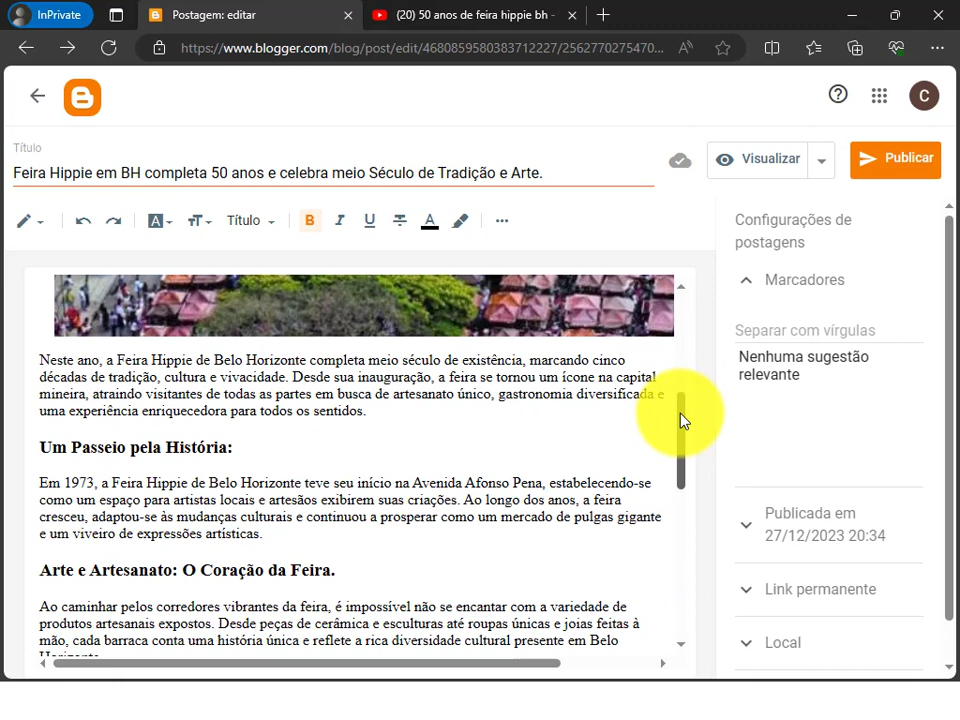 InPrivate
Postagem: editar
(20) 50 anos de feira hippie bh -
https://www.blogger.com/blog/post/edit/4680859580383712227/2562770275470...
C
Título
Feira Hippie em BH completa 50 anos e celebra meio Século de Tradição e Arte.
Visualizar
Publicar
Título
B I U A
Configurações de
postagens
Marcadores
Separar com vírgulas
Nenhuma sugestão
relevante
Neste ano, a Feira Hippie de Belo Horizonte completa meio século de existência, marcando cinco
décadas de tradição, cultura e vivacidade. Desde sua inauguração, a feira se tornou um ícone na capital
mineira, atraindo visitantes de todas as partes em busca de artesanato único, gastronomia diversificada e
uma experiência enriquecedora para todos os sentidos.
Um Passeio pela História:
Em 1973, a Feira Hippie de Belo Horizonte teve seu início na Avenida Afonso Pena, estabelecendo-se
como um espaço para artistas locais e artesãos exibirem suas criações. Ao longo dos anos, a feira
cresceu, adaptou-se às mudanças culturais e continuou a prosperar como um mercado de pulgas gigante
e um viveiro de expressões artísticas.
Arte e Artesanato: O Coração da Feira.
Ao caminhar pelos corredores vibrantes da feira, é impossível não se encantar com a variedade de
produtos artesanais expostos. Desde peças de cerâmica e esculturas até roupas únicas e joias feitas à
mão, cada barraca conta uma história única e reflete a rica diversidade cultural presente em Belo
Horizonte
Publicada em
27/12/2023 20:34
Link permanente
Local